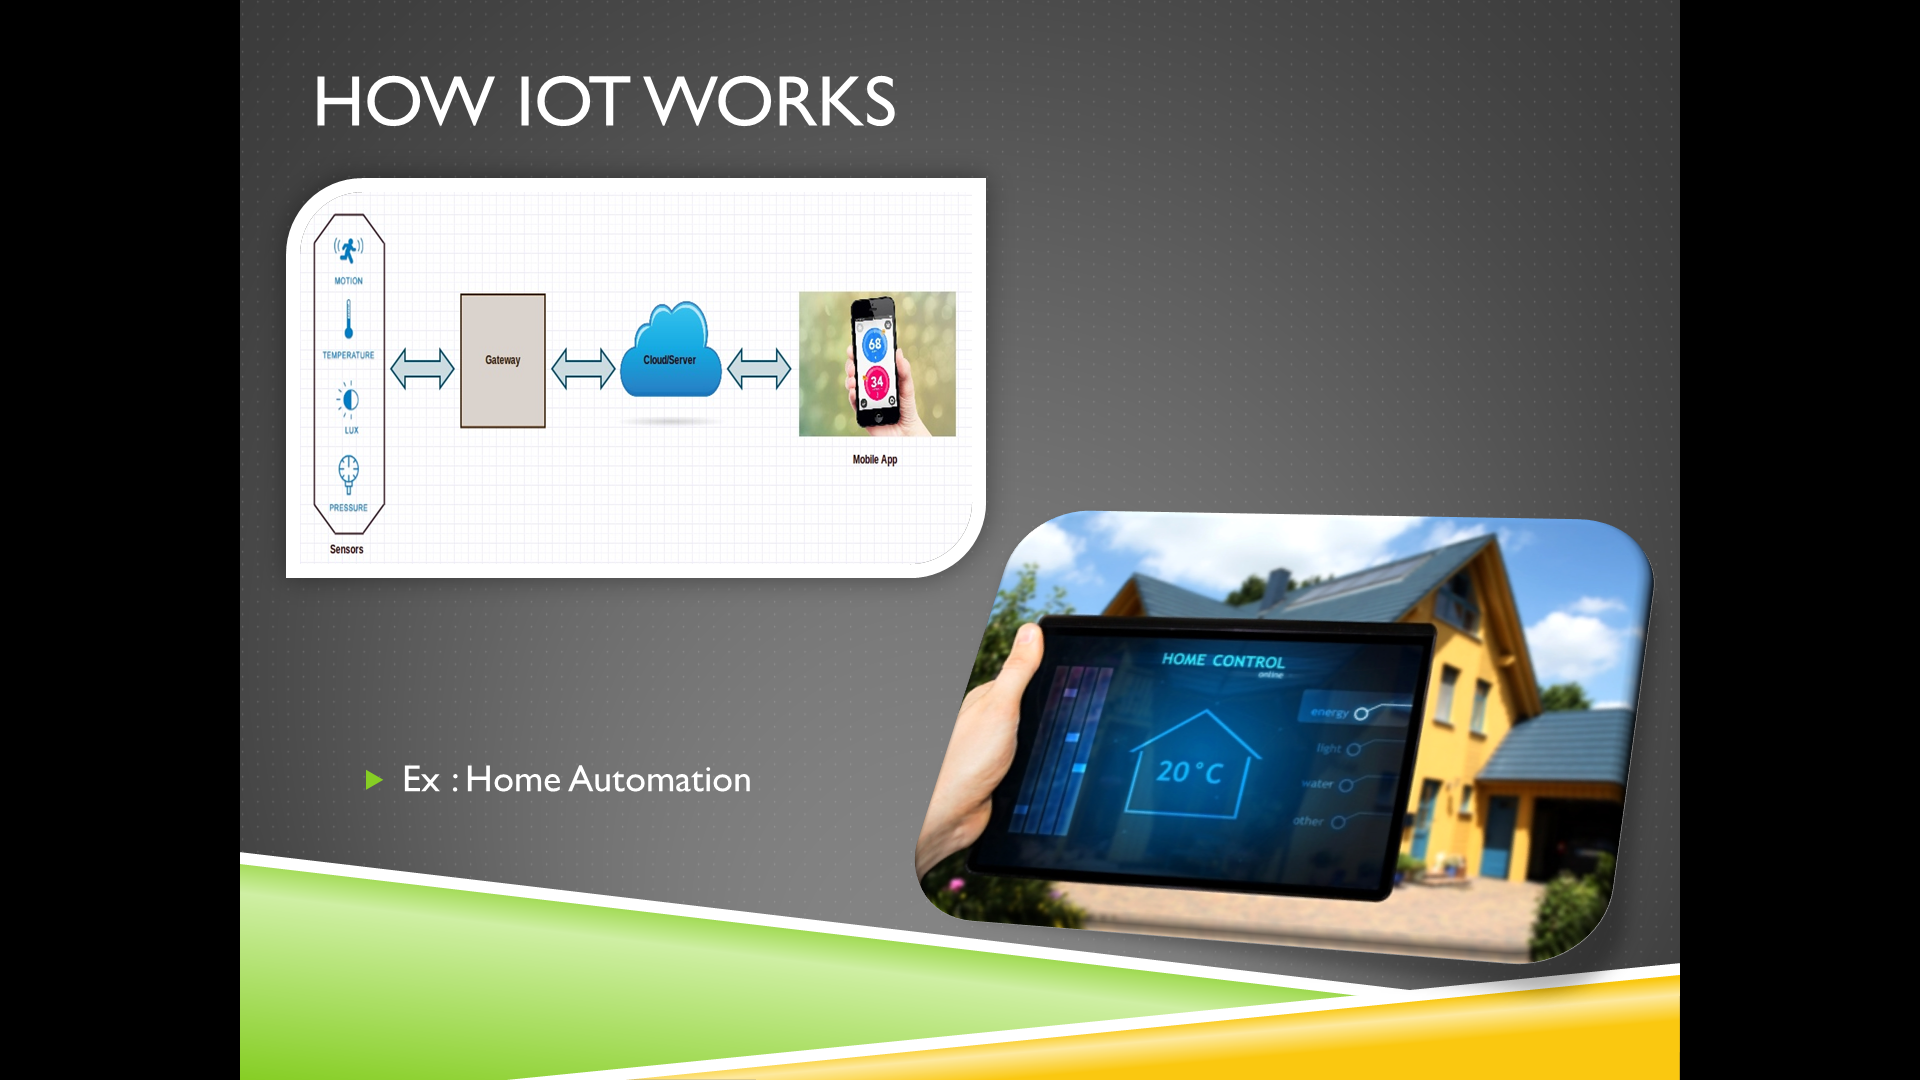 HOW IOT WORKS
MOTION
TEMPERATURE
LUX
PRESSURE
Sensors
Gateway
Cloud/Server
68
34
Mobile App
HOME CONTROL
online
energy
light
water
other
20°C
Ex : Home Automation